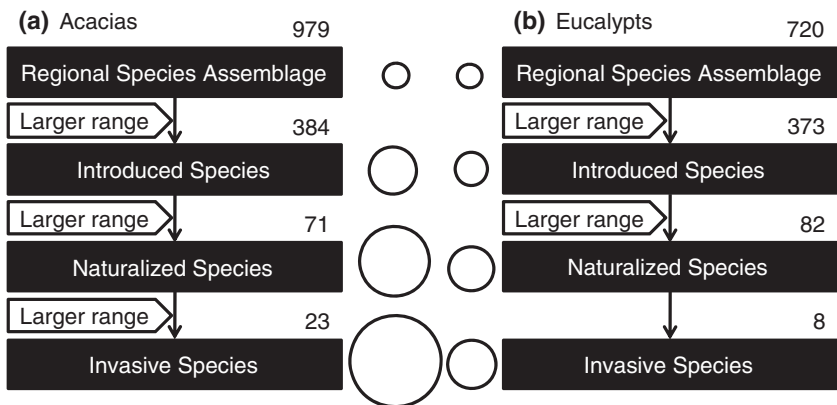 (a) Acacias
979
Regional Species Assemblage
Larger range
384
Introduced Species
Larger range
71
Naturalized Species
Larger range
23
Invasive Species
(b) Eucalypts
720
Regional Species Assemblage
Larger range
373
Introduced Species
Larger range
82
Naturalized Species
8
Invasive Species